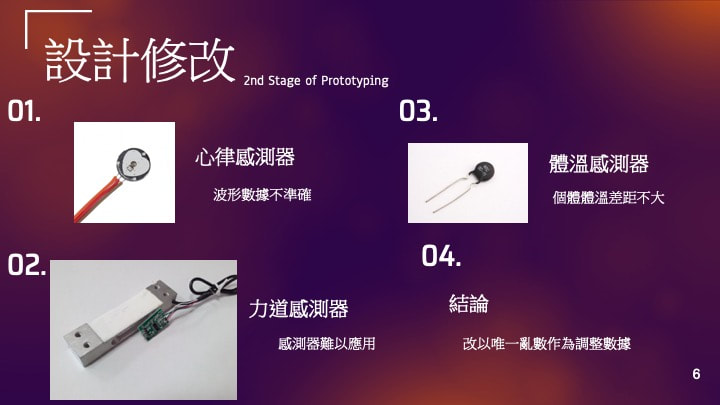 設計修改
2nd Stage of Prototyping
01.
心律感測器
波形數據不準確
02.
力道感測器
感測器難以應用
03.
體溫感測器
個體體溫差距不大
04.
結論
改以唯一亂數作為調整數據
6